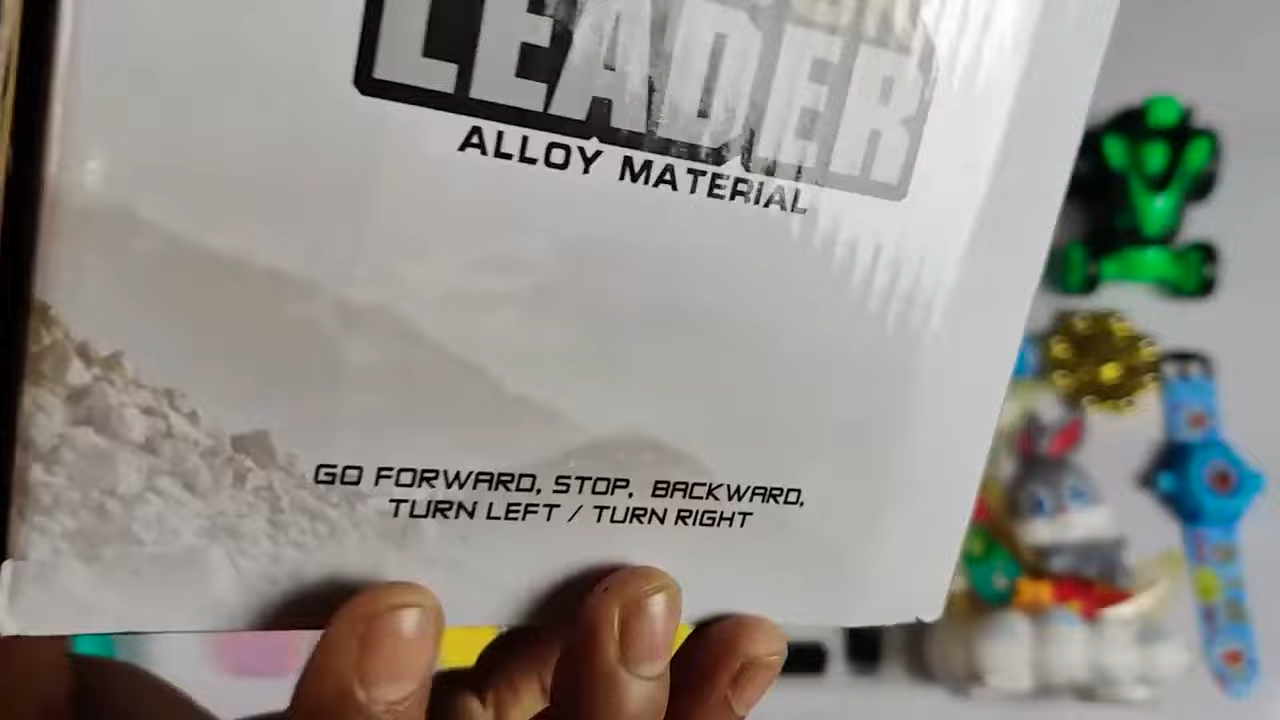 LEADER
ALLOY MATERIAL
GO FORWARD, STOP, BACKWARD,
TURN LEFT / TURN RIGHT